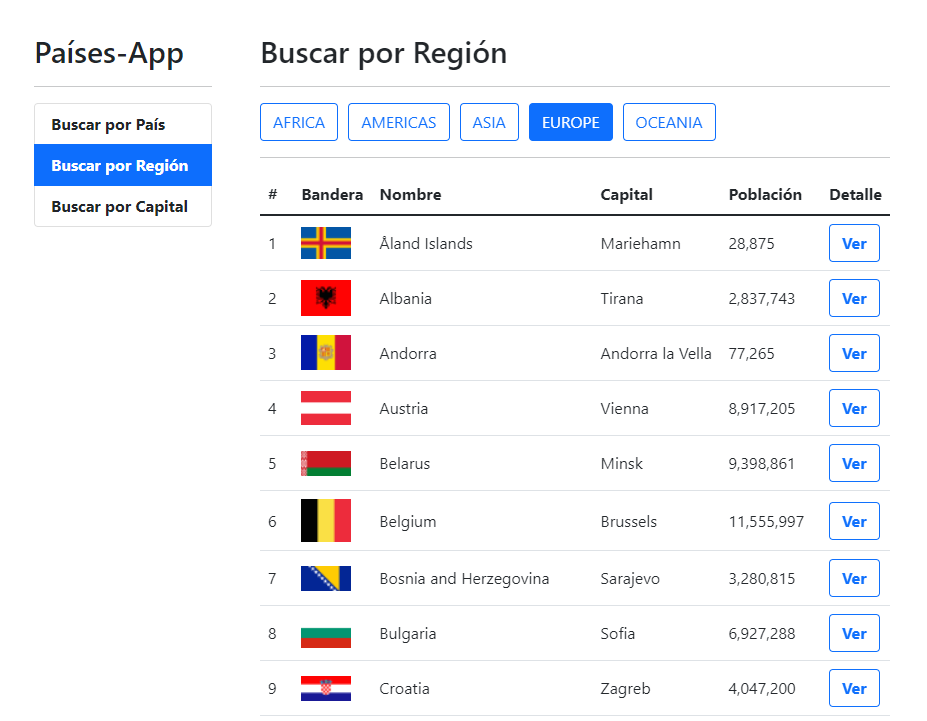 Países-App
Buscar por País
Buscar por Región
Buscar por Capital
Buscar por Región
AFRICA AMERICAS ASIA EUROPE OCEANIA
# Bandera Nombre Capital Población Detalle
1 Åland Islands Mariehamn 28,875 Ver
2 Albania Tirana 2,837,743 Ver
3 Andorra Andorra la Vella 77,265 Ver
4 Austria Vienna 8,917,205 Ver
5 Belarus Minsk 9,398,861 Ver
6 Belgium Brussels 11,555,997 Ver
7 Bosnia and Herzegovina Sarajevo 3,280,815 Ver
8 Bulgaria Sofia 6,927,288 Ver
9 Croatia Zagreb 4,047,200 Ver